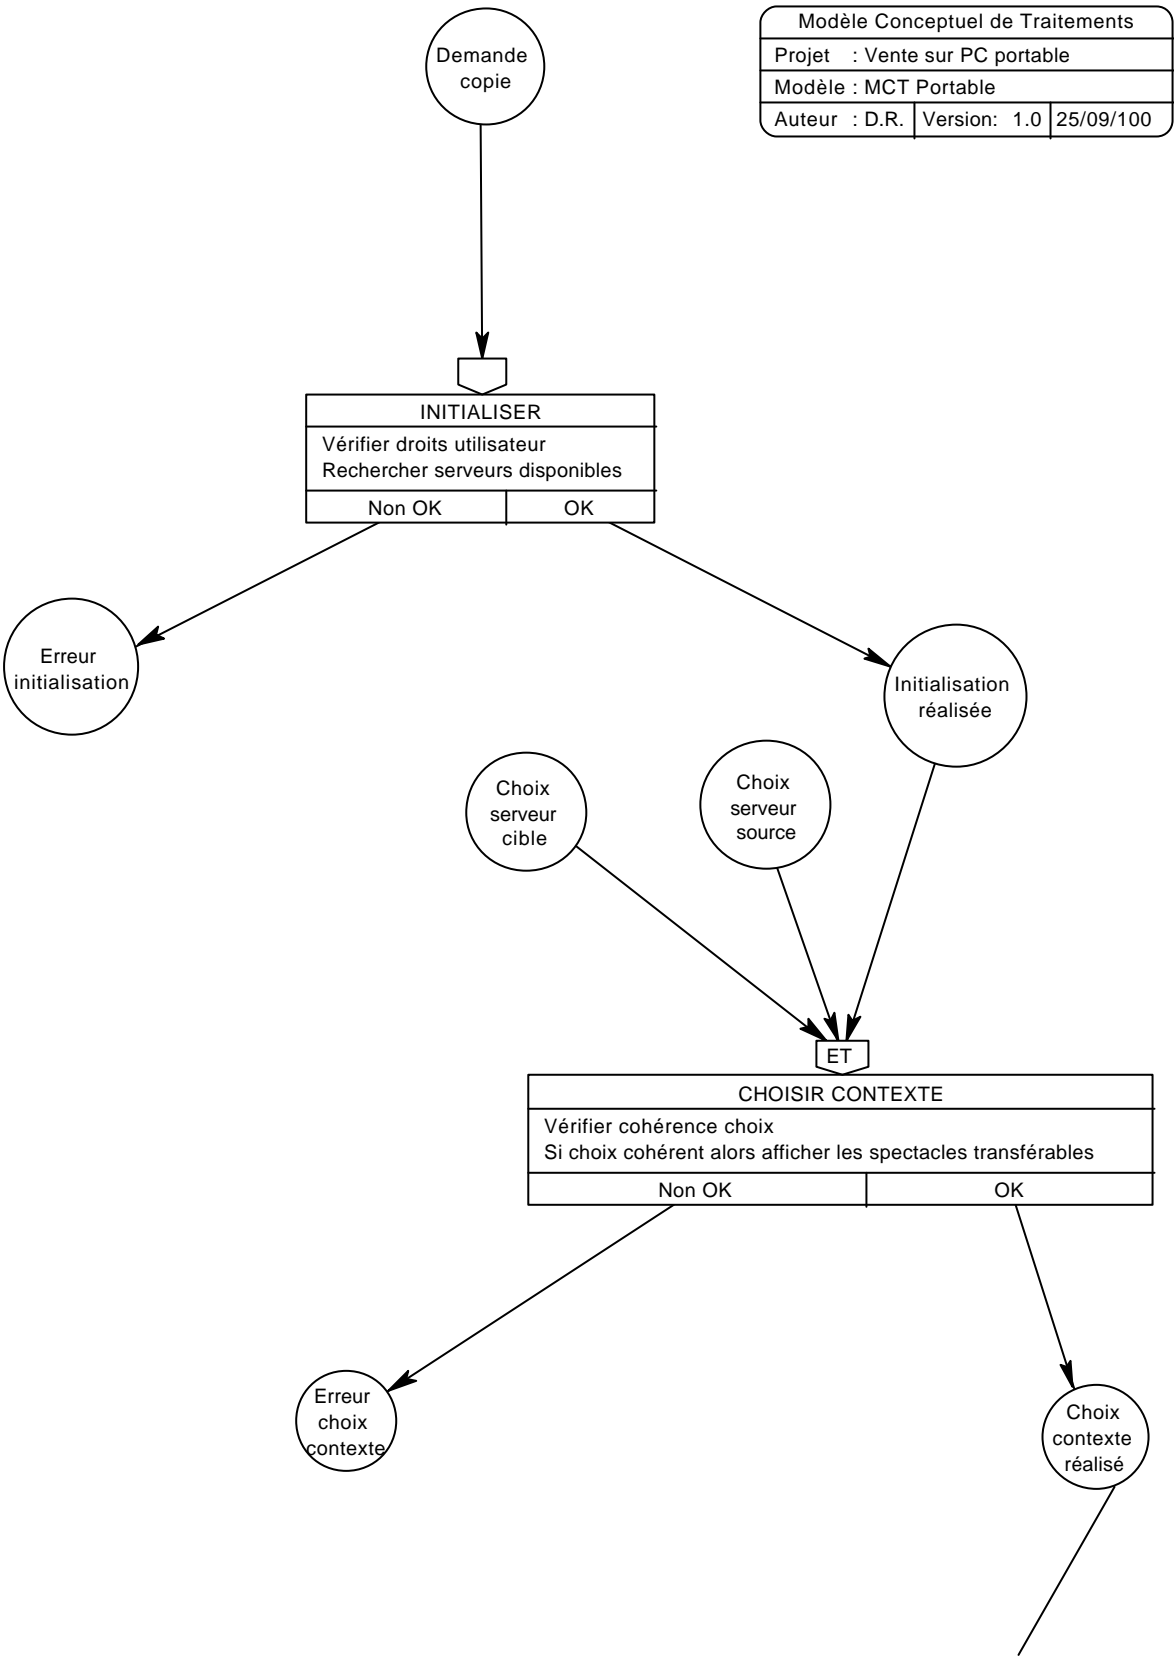 Demande
copie
Modèle Conceptuel de Traitements
Projet : Vente sur PC portable
Modèle : MCT Portable
Auteur : D.R. Version: 1.0 25/09/100
INITIALISER
Vérifier droits utilisateur
Rechercher serveurs disponibles
Non OK OK
Erreur
initialisation
Initialisation
réalisée
Choix
serveur
cible
Choix
serveur
source
ET
CHOISIR CONTEXTE
Vérifier cohérence choix
Si choix cohérent alors afficher les spectacles transférables
Non OK OK
Erreur
choix
contexte
Choix
contexte
réalisé